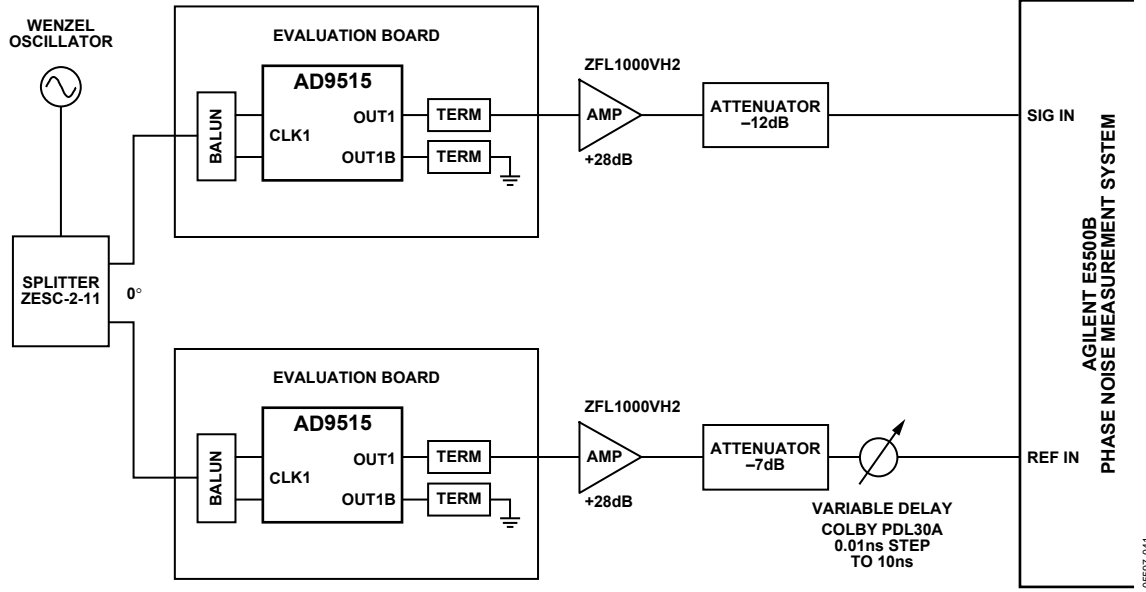 WENZEL
OSCILLATOR
SPLITTER
ZESC-2-11
0°
EVALUATION BOARD
BALUN
AD9515
CLK1
OUT1
OUT1B
TERM
TERM
ZFL1000VH2
AMP
+28dB
ATTENUATOR
–12dB
SIG IN
EVALUATION BOARD
BALUN
AD9515
CLK1
OUT1
OUT1B
TERM
TERM
ZFL1000VH2
AMP
+28dB
ATTENUATOR
–7dB
VARIABLE DELAY
COLBY PDL30A
0.01ns STEP
TO 10ns
REF IN
AGILENT E5500B
PHASE NOISE MEASUREMENT SYSTEM